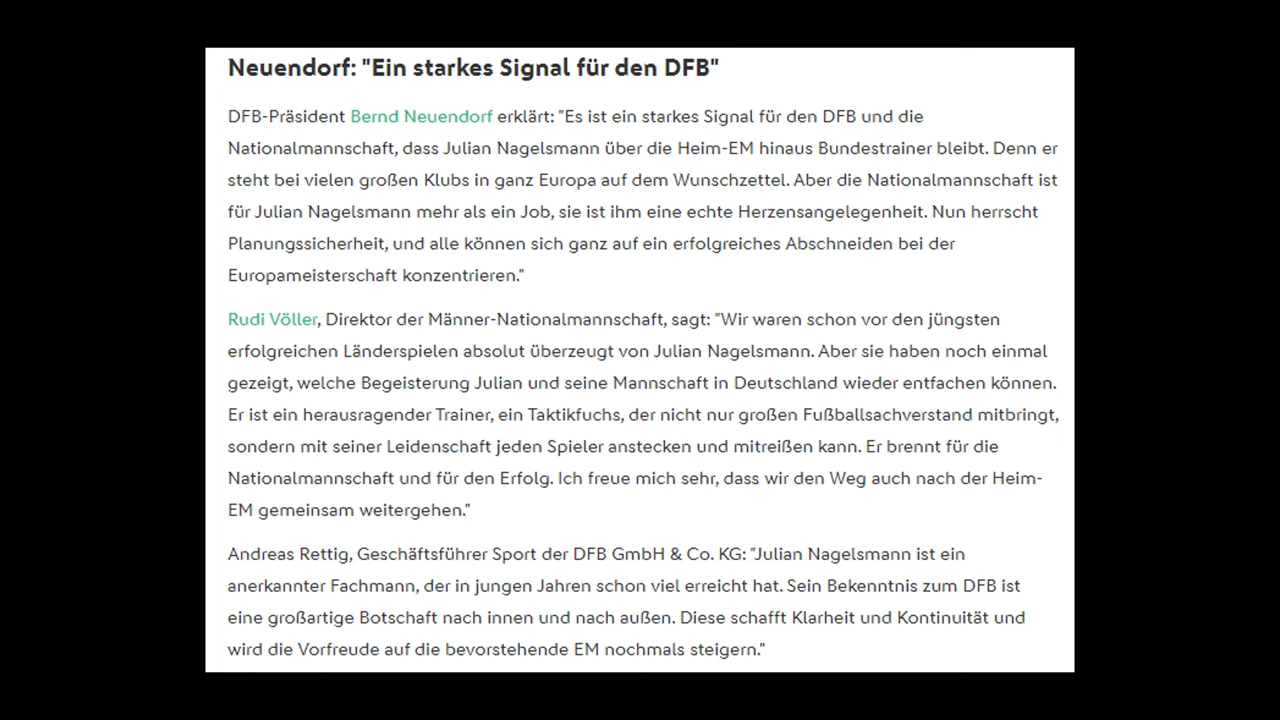 Neuendorf: "Ein starkes Signal für den DFB"
DFB-Präsident Bernd Neuendorf erklärt: "Es ist ein starkes Signal für den DFB und die
Nationalmannschaft, dass Julian Nagelsmann über die Heim-EM hinaus Bundestrainer bleibt. Denn er
steht bei vielen großen Klubs in ganz Europa auf dem Wunschzettel. Aber die Nationalmannschaft ist
für Julian Nagelsmann mehr als ein Job, sie ist ihm eine echte Herzensangelegenheit. Nun herrscht
Planungssicherheit, und alle können sich ganz auf ein erfolgreiches Abschneiden bei der
Europameisterschaft konzentrieren."
Rudi Völler, Direktor der Männer-Nationalmannschaft, sagt: "Wir waren schon vor den jüngsten
erfolgreichen Länderspielen absolut überzeugt von Julian Nagelsmann. Aber sie haben noch einmal
gezeigt, welche Begeisterung Julian und seine Mannschaft in Deutschland wieder entfachen können.
Er ist ein herausragender Trainer, ein Taktikfuchs, der nicht nur großen Fußballsachverstand mitbringt,
sondern mit seiner Leidenschaft jeden Spieler anstecken und mitreißen kann. Er brennt für die
Nationalmannschaft und für den Erfolg. Ich freue mich sehr, dass wir den Weg auch nach der Heim-
EM gemeinsam weitergehen."
Andreas Rettig, Geschäftsführer Sport der DFB GmbH & Co. KG: "Julian Nagelsmann ist ein
anerkannter Fachmann, der in jungen Jahren schon viel erreicht hat. Sein Bekenntnis zum DFB ist
eine großartige Botschaft nach innen und nach außen. Diese schafft Klarheit und Kontinuität und
wird die Vorfreude auf die bevorstehende EM nochmals steigern."